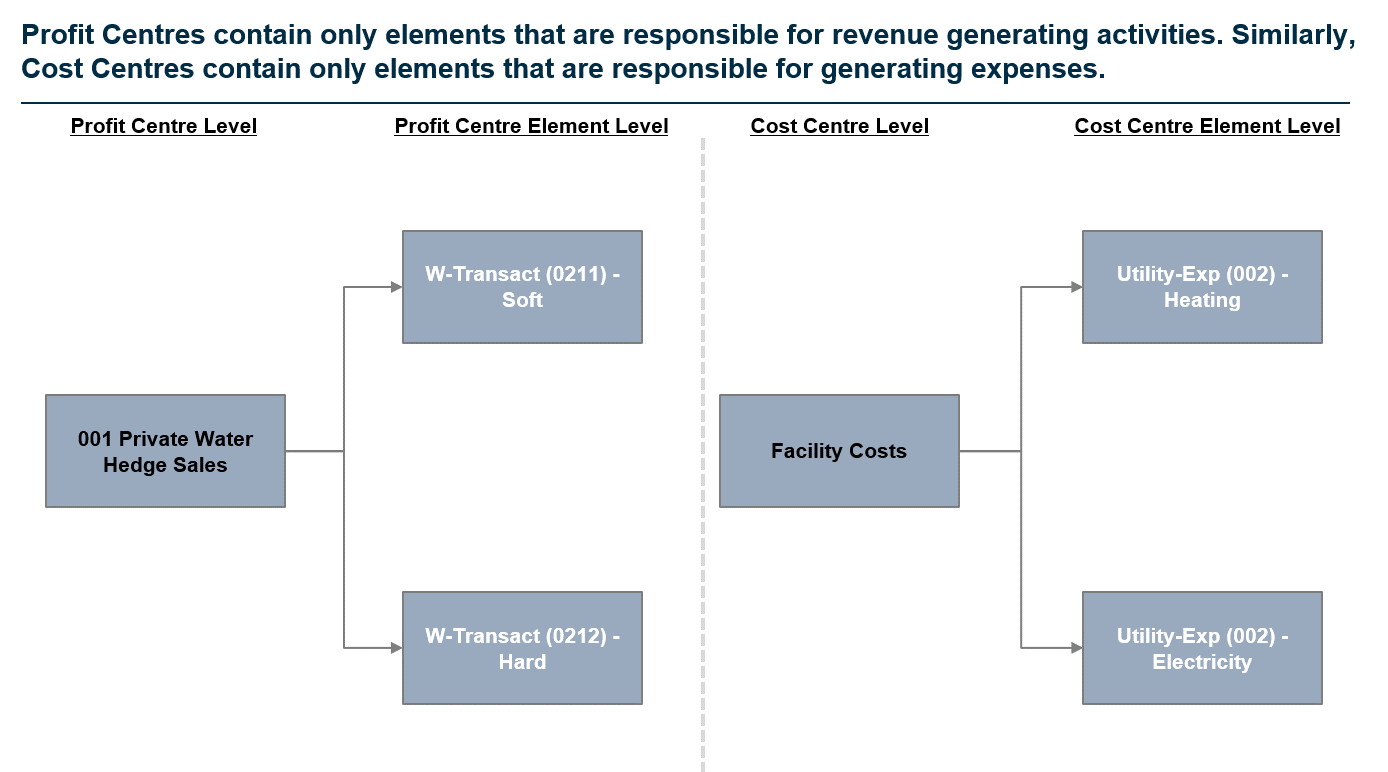 Profit Centres contain only elements that are responsible for revenue generating activities. Similarly,
Cost Centres contain only elements that are responsible for generating expenses.
Profit Centre Level
Profit Centre Element Level
Cost Centre Level
Cost Centre Element Level
W-Transact (0211) -
Soft
Utility-Exp (002) -
Heating
001 Private Water
Hedge Sales
Facility Costs
W-Transact (0212) -
Hard
Utility-Exp (002) -
Electricity